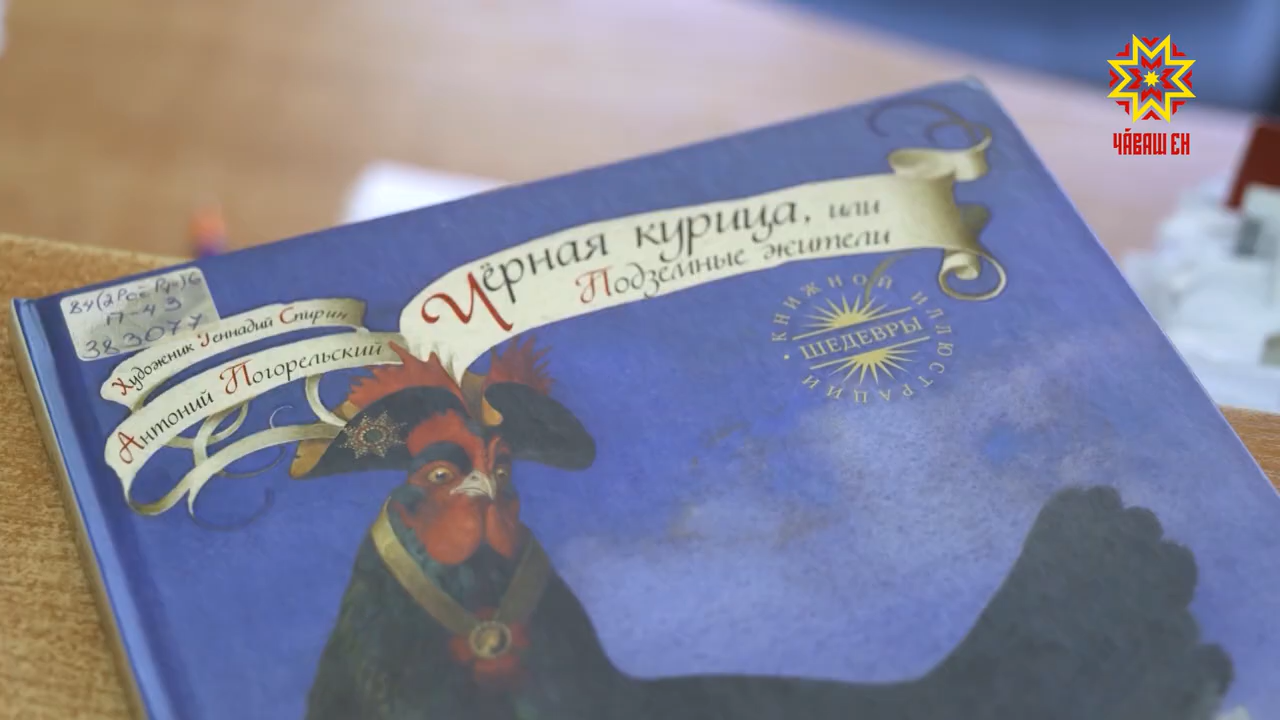 Чёрная курица, или
Подземные жители
Художник Геннадий Спирин
Антоний Погорельский
84(2Рос=Рус)6
П-43
383077
КНИЖНОЙ ИЛЛЮСТРАЦИИ
ШЕДЕВРЫ
ЧӐВАШ ЕН